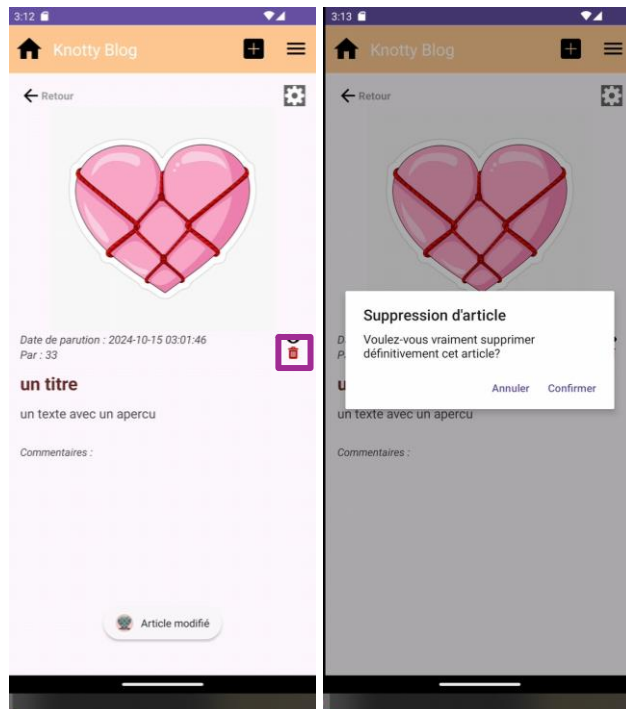 3:12
Knotty Blog
Retour
Date de parution : 2024-10-15 03:01:46
Par : 33
un titre
un texte avec un apercu
Commentaires :
Article modifié
3:13
Knotty Blog
Retour
Suppression d'article
Voulez-vous vraiment supprimer
définitivement cet article?
Annuler Confirmer
un texte avec un apercu
Commentaires :